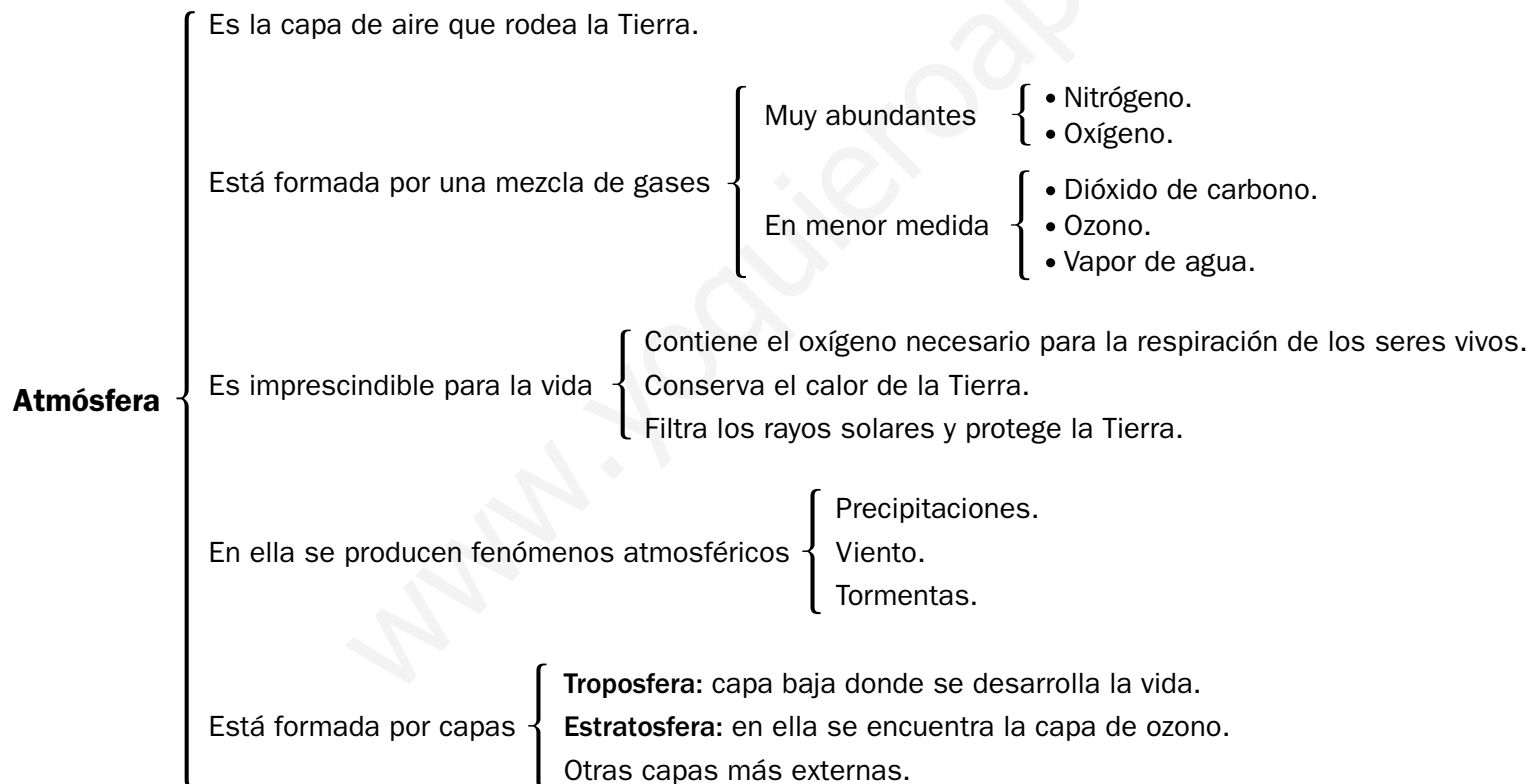 Es la capa de aire que rodea la Tierra.
Muy abundantes
• Nitrógeno.
• Oxígeno.
Está formada por una mezcla de gases
En menor medida
• Dióxido de carbono.
• Ozono.
• Vapor de agua.
Atmósfera
Es imprescindible para la vida
Contiene el oxígeno necesario para la respiración de los seres vivos.
Conserva el calor de la Tierra.
Filtra los rayos solares y protege la Tierra.
En ella se producen fenómenos atmosféricos
Precipitaciones.
Viento.
Tormentas.
Está formada por capas
Troposfera: capa baja donde se desarrolla la vida.
Estratosfera: en ella se encuentra la capa de ozono.
Otras capas más externas.
www.yoquieroap